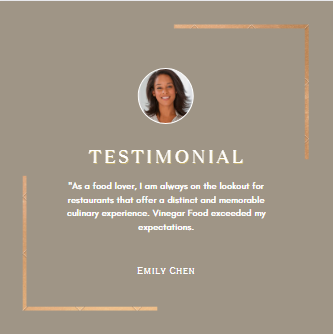 TESTIMONIAL
"As a food lover, I am always on the lookout for
restaurants that offer a distinct and memorable
culinary experience. Vinegar Food exceeded my
expectations.
EMILY CHEN